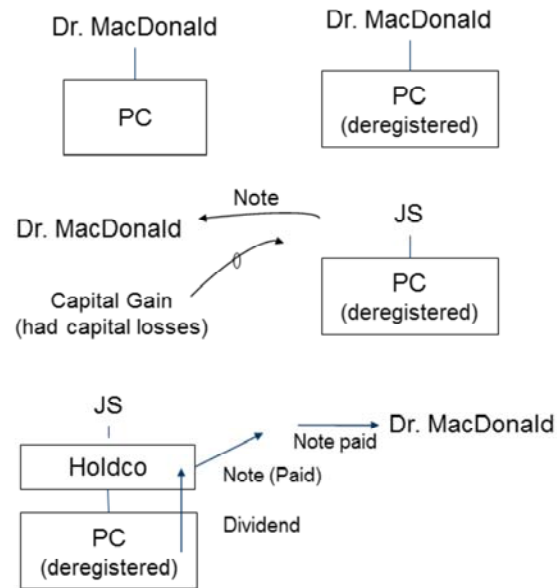 Dr. MacDonald
PC
Dr. MacDonald
PC
(deregistered)
Note
Dr. MacDonald
JS
PC
(deregistered)
Capital Gain
(had capital losses)
JS
Holdco
PC
(deregistered)
Note (Paid)
Dividend
Note paid
Dr. MacDonald